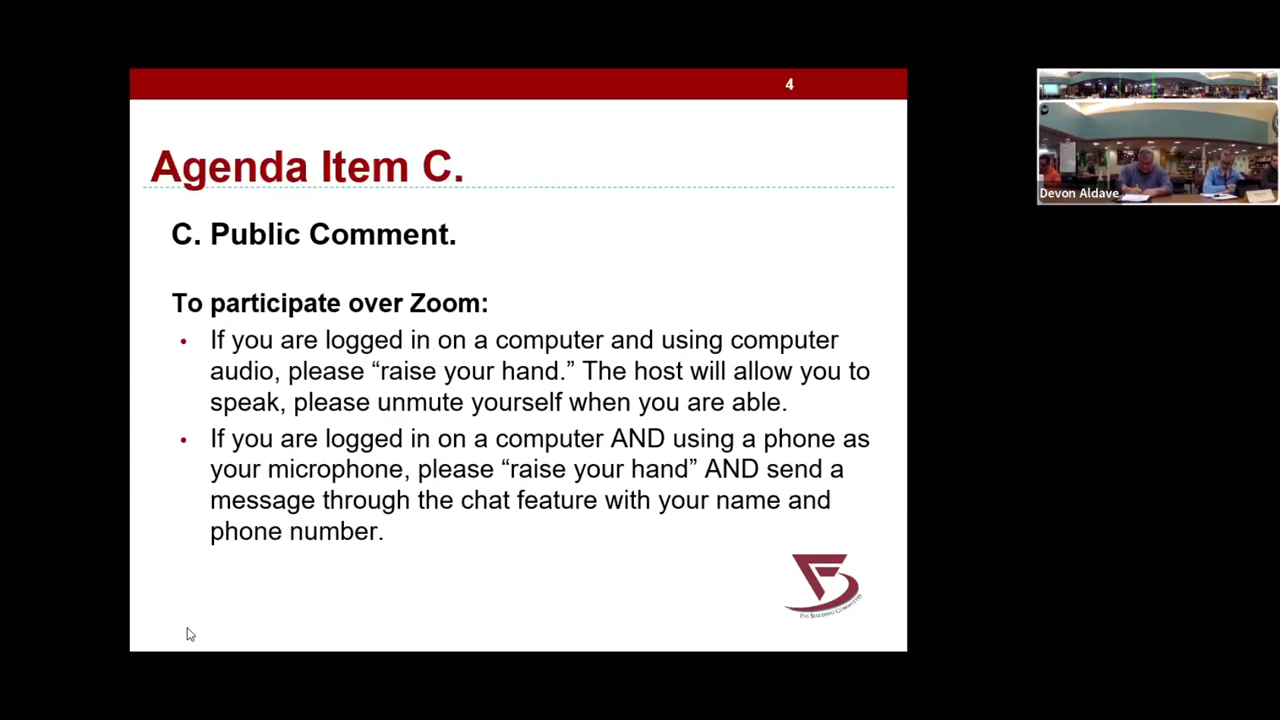 4
Agenda Item C.
C. Public Comment.
To participate over Zoom:
• If you are logged in on a computer and using computer
audio, please “raise your hand.” The host will allow you to
speak, please unmute yourself when you are able.
• If you are logged in on a computer AND using a phone as
your microphone, please “raise your hand” AND send a
message through the chat feature with your name and
phone number.
FHS BUILDING COMMITTEE
Devon Aldave